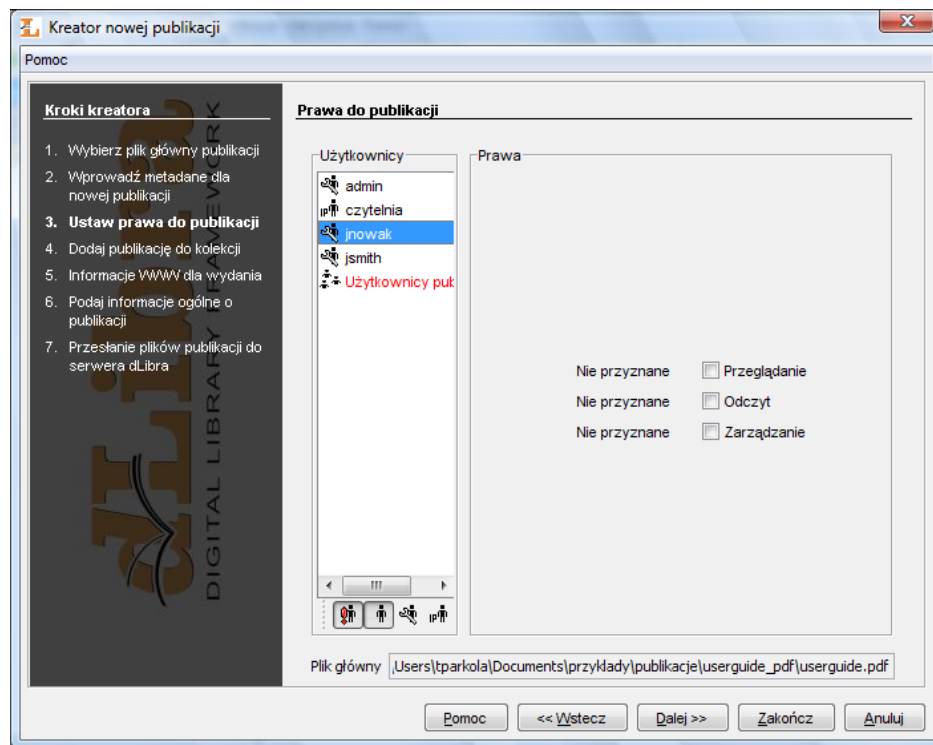 Kreator nowej publikacji
Pomoc
Kroki kreatora
1. Wybierz plik główny publikacji
2. Wprowadź metadane dla
nowej publikacji
3. Ustaw prawa do publikacji
4. Dodaj publikację do kolekcji
5. Informacje WWW dla wydania
6. Podaj informacje ogólne o
publikacji
7. Przesłanie plików publikacji do
serwera dLibra
dLibra
DIGITAL LIBRARY FRAMEWORK
Prawa do publikacji
Użytkownicy
admin
IP czytelnia
jnowak
jsmith
Użytkownicy pub
IP
Prawa
Nie przyznane Przeglądanie
Nie przyznane Odczyt
Nie przyznane Zarządzanie
Plik główny Users\tparkola\Documents\przykłady\publikacje\userguide_pdf\userguide.pdf
Pomoc << Wstecz Dalej >> Zakończ Anuluj